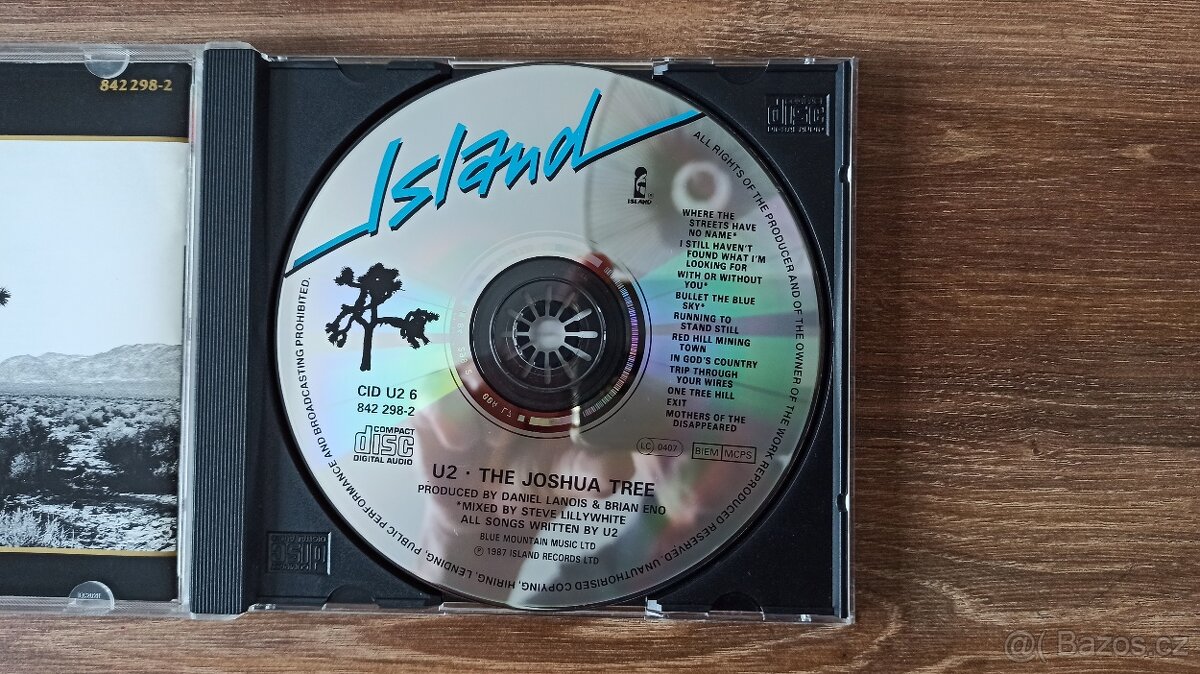 842 298-2
Island
ISLAND
COMPACT
disc
DIGITAL AUDIO
ALL RIGHTS OF THE PRODUCER AND OF THE OWNER OF THE WORK REPRODUCED RESERVED. UNAUTHORISED COPYING, HIRING, LENDING, PUBLIC PERFORMANCE AND BROADCASTING PROHIBITED.
WHERE THE
STREETS HAVE
NO NAME*
I STILL HAVEN'T
FOUND WHAT I'M
LOOKING FOR
WITH OR WITHOUT
YOU*
BULLET THE BLUE
SKY*
RUNNING TO
STAND STILL
RED HILL MINING
TOWN
IN GOD'S COUNTRY
TRIP THROUGH
YOUR WIRES
ONE TREE HILL
EXIT
MOTHERS OF THE
DISAPPEARED
CID U2 6
842 298-2
COMPACT
disc
DIGITAL AUDIO
LC 0407
BIEM MCPS
U2 · THE JOSHUA TREE
PRODUCED BY DANIEL LANOIS & BRIAN ENO
*MIXED BY STEVE LILLYWHITE
ALL SONGS WRITTEN BY U2
BLUE MOUNTAIN MUSIC LTD
℗ 1987 ISLAND RECORDS LTD
disc
Bazos.cz